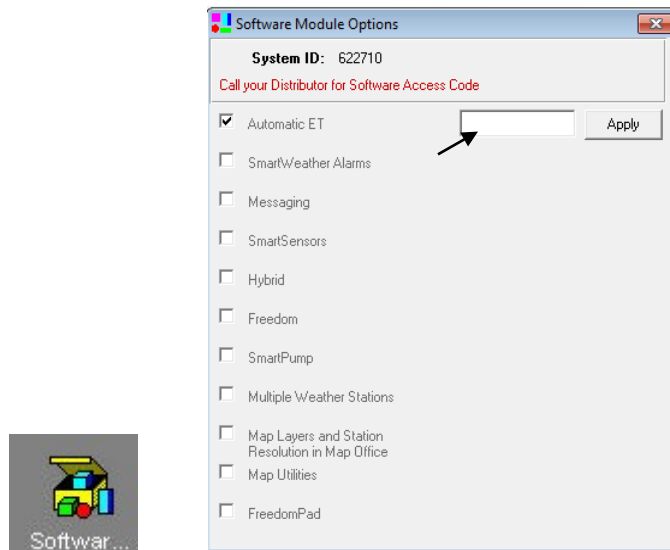 Software Module Options
System ID: 622710
Call your Distributor for Software Access Code
Automatic ET
Apply
SmartWeather Alarms
Messaging
SmartSensors
Hybrid
Freedom
SmartPump
Multiple Weather Stations
Map Layers and Station
Resolution in Map Office
Map Utilities
FreedomPad
Softwar...